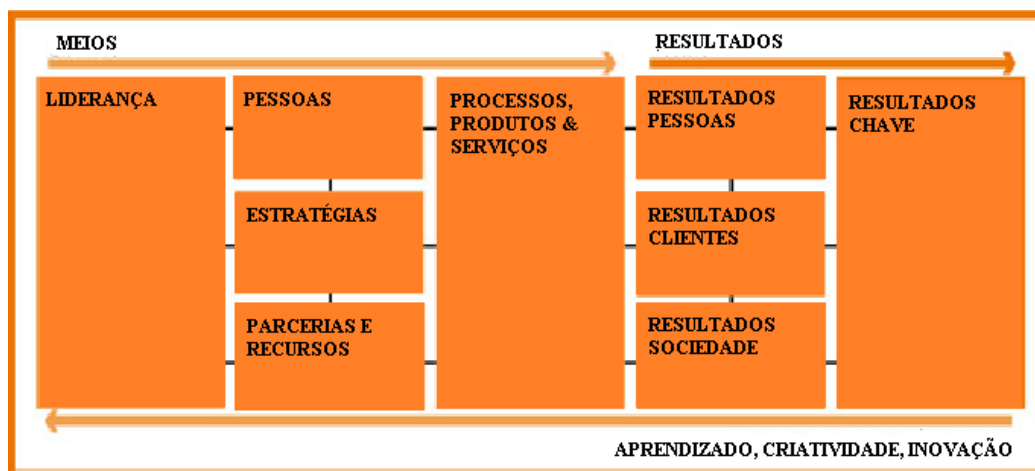 MEIOS
RESULTADOS
LIDERANÇA
PESSOAS
PROCESSOS,
PRODUTOS &
SERVIÇOS
RESULTADOS
PESSOAS
RESULTADOS
CHAVE
ESTRATÉGIAS
RESULTADOS
CLIENTES
PARCERIAS E
RECURSOS
RESULTADOS
SOCIEDADE
APRENDIZADO, CRIATIVIDADE, INOVAÇÃO